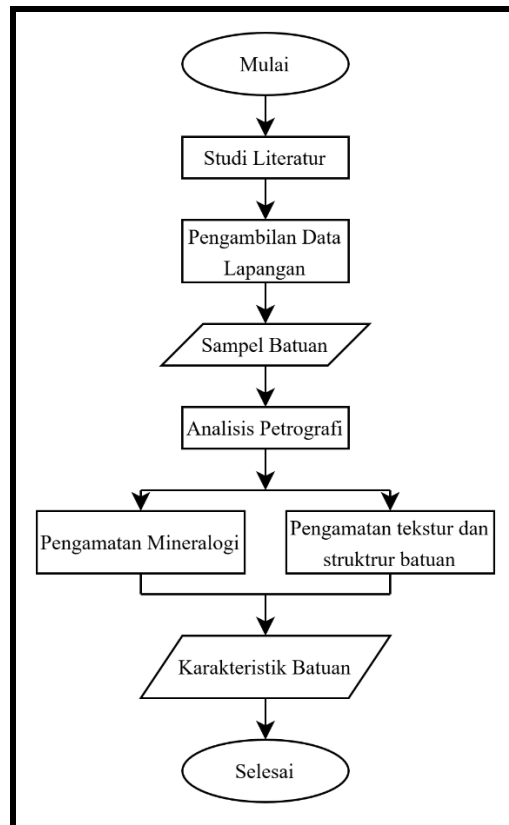 Mulai
Studi Literatur
Pengambilan Data
Lapangan
Sampel Batuan
Analisis Petrografi
Pengamatan Mineralogi
Pengamatan tekstur dan
struktrur batuan
Karakteristik Batuan
Selesai